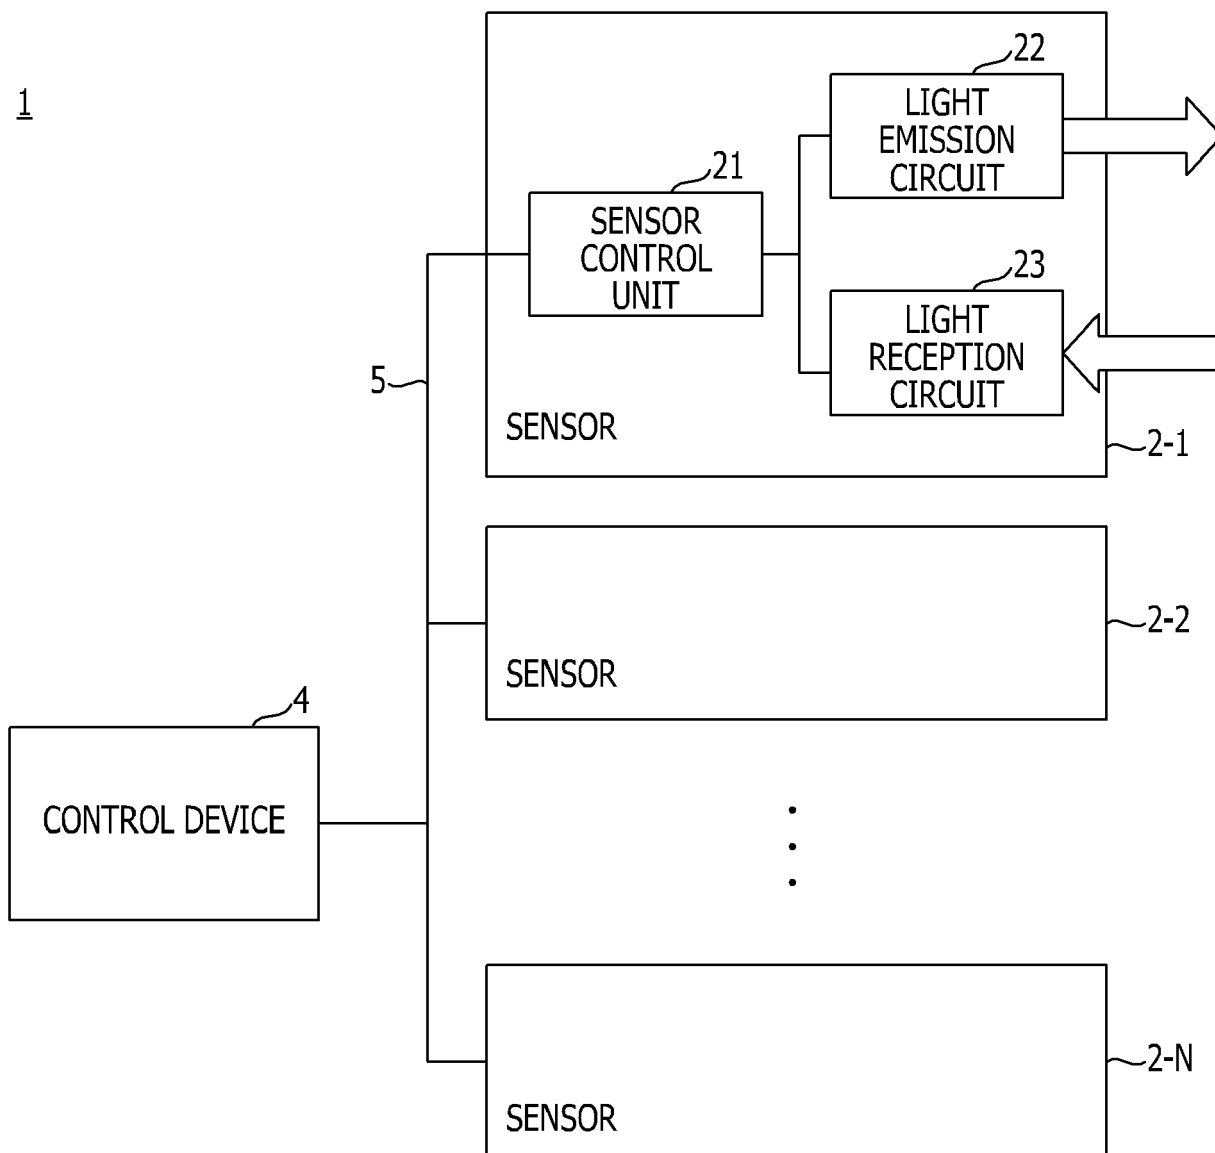 1
22
LIGHT
EMISSION
CIRCUIT
21
SENSOR
CONTROL
UNIT
23
LIGHT
RECEPTION
CIRCUIT
5
SENSOR
2-1
2-2
SENSOR
4
CONTROL DEVICE
2-N
SENSOR